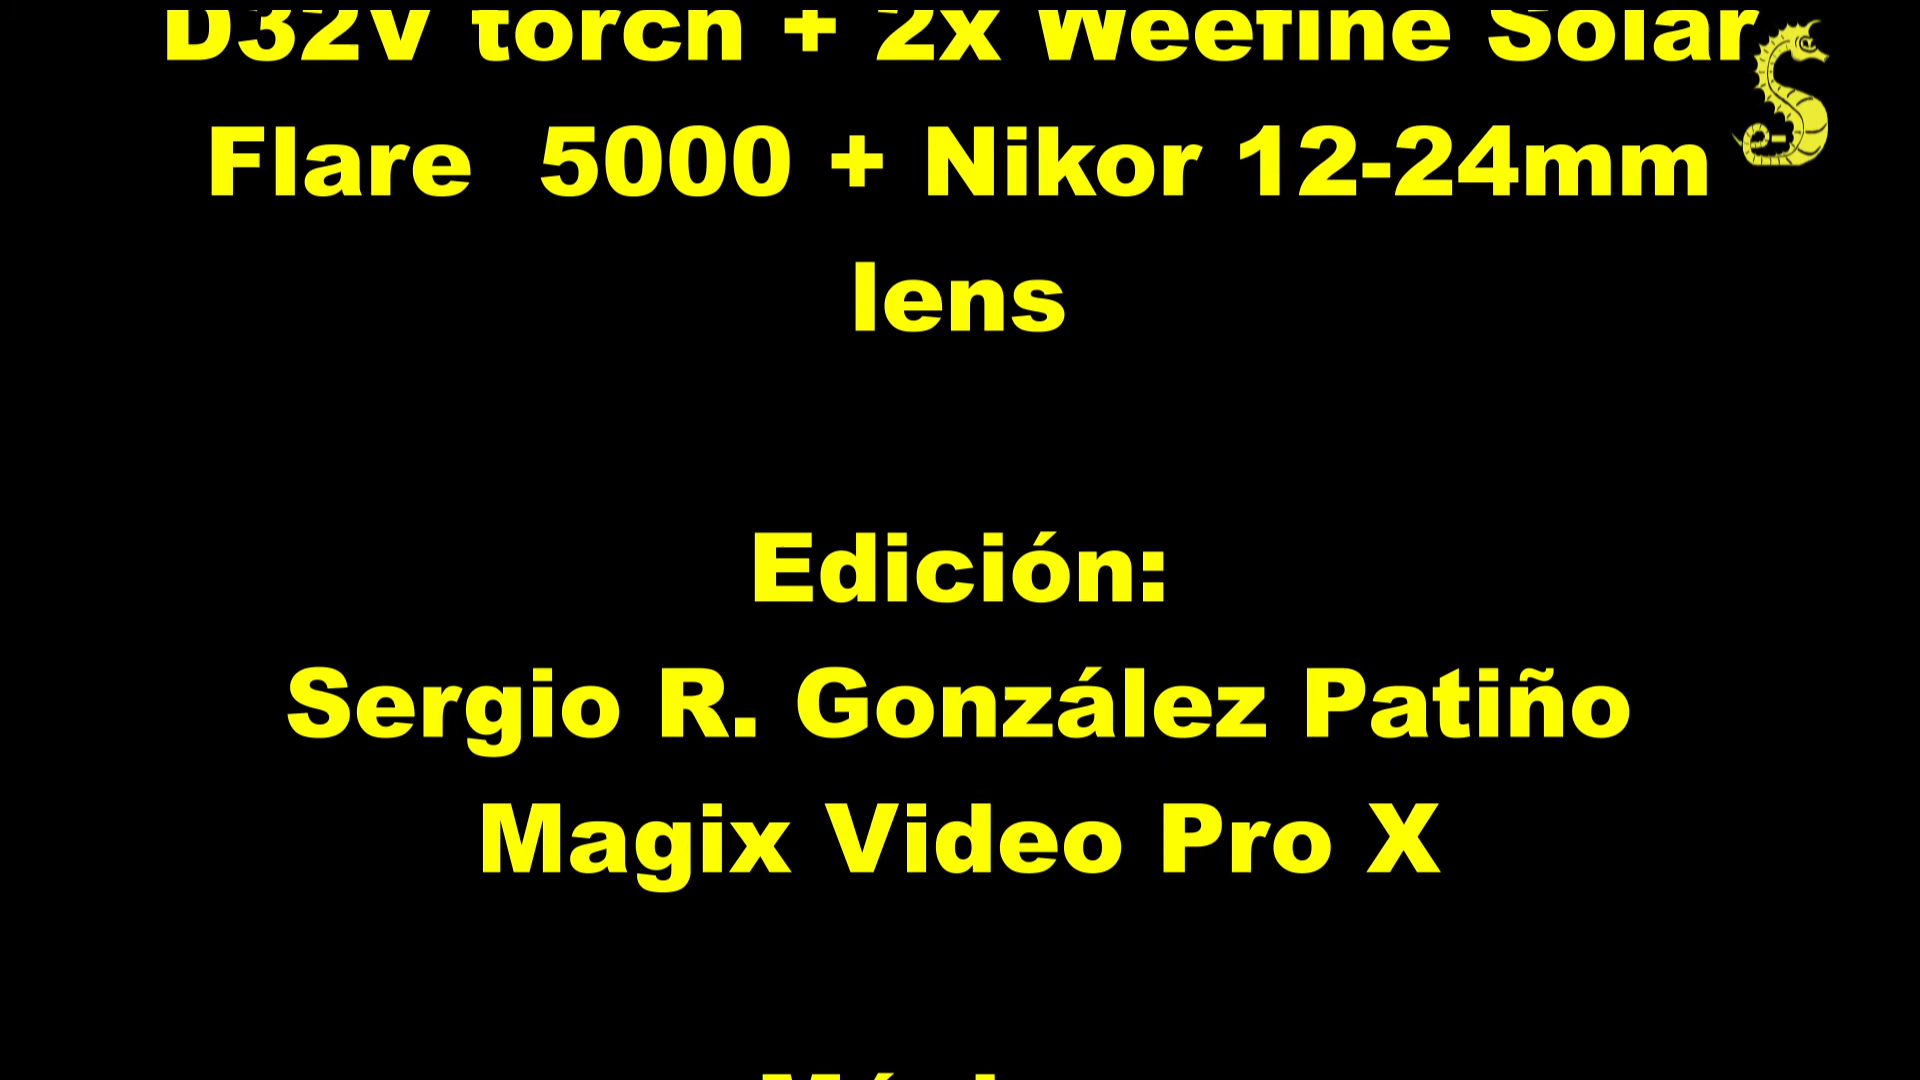 D32V torch + 2x Weefine Solar
Flare  5000 + Nikor 12-24mm
lens
Edición:
Sergio R. González Patiño
Magix Video Pro X